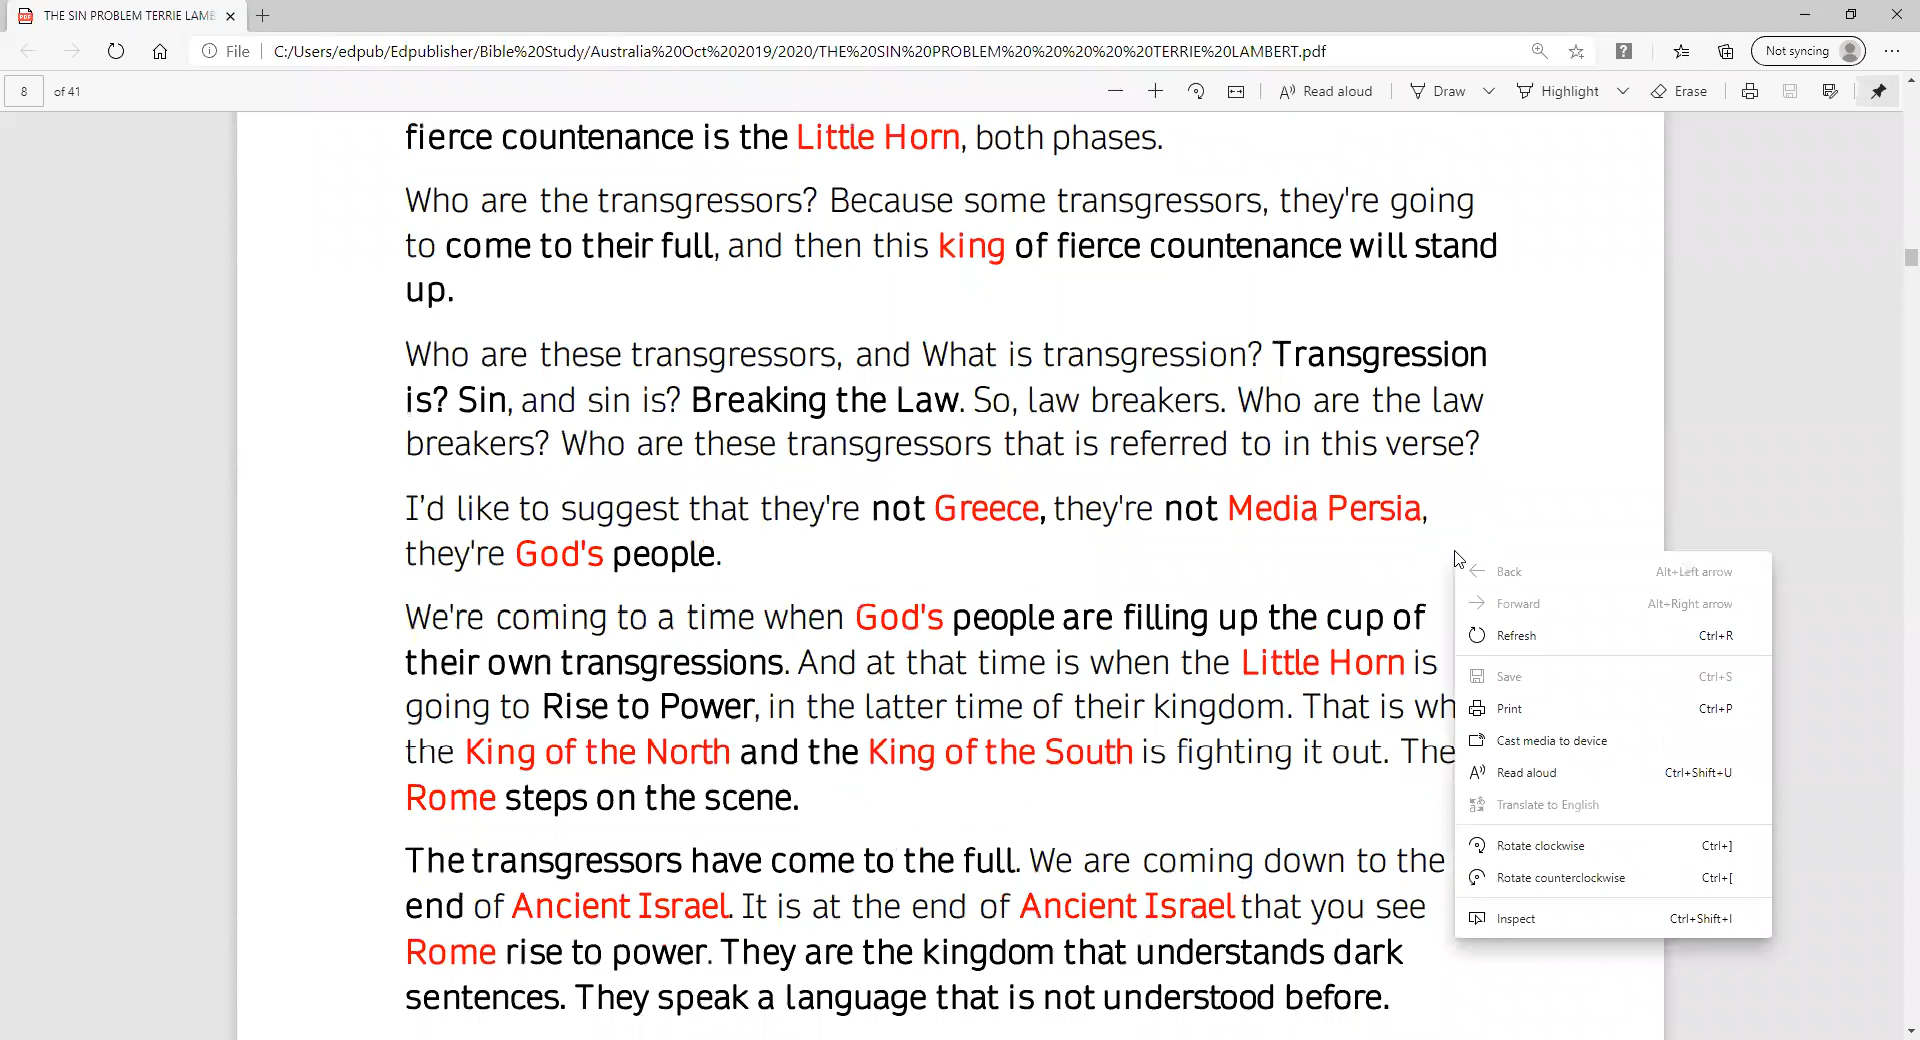 THE SIN PROBLEM TERRIE LAMB
File
C:/Users/edpub/Edpublisher/Bible%20Study/Australia%20Oct%202019/2020/THE%20SIN%20PROBLEM%20%20%20%20%20TERRIE%20LAMBERT.pdf
Not syncing
8 of 41
Read aloud
Draw
Highlight
Erase
fierce countenance is the Little Horn, both phases.
Who are the transgressors? Because some transgressors, they're going
to come to their full, and then this king of fierce countenance will stand
up.
Who are these transgressors, and What is transgression? Transgression
is? Sin, and sin is? Breaking the Law. So, law breakers. Who are the law
breakers? Who are these transgressors that is referred to in this verse?
I'd like to suggest that they're not Greece, they're not Media Persia,
they're God's people.
We're coming to a time when God's people are filling up the cup of
their own transgressions. And at that time is when the Little Horn is
going to Rise to Power, in the latter time of their kingdom. That is wh
the King of the North and the King of the South is fighting it out. The
Rome steps on the scene.
The transgressors have come to the full. We are coming down to the
end of Ancient Israel. It is at the end of Ancient Israel that you see
Rome rise to power. They are the kingdom that understands dark
sentences. They speak a language that is not understood before.
Back Alt+Left arrow
Forward Alt+Right arrow
Refresh Ctrl+R
Save Ctrl+S
Print Ctrl+P
Cast media to device
Read aloud Ctrl+Shift+U
Translate to English
Rotate clockwise Ctrl+]
Rotate counterclockwise Ctrl+[
Inspect Ctrl+Shift+I